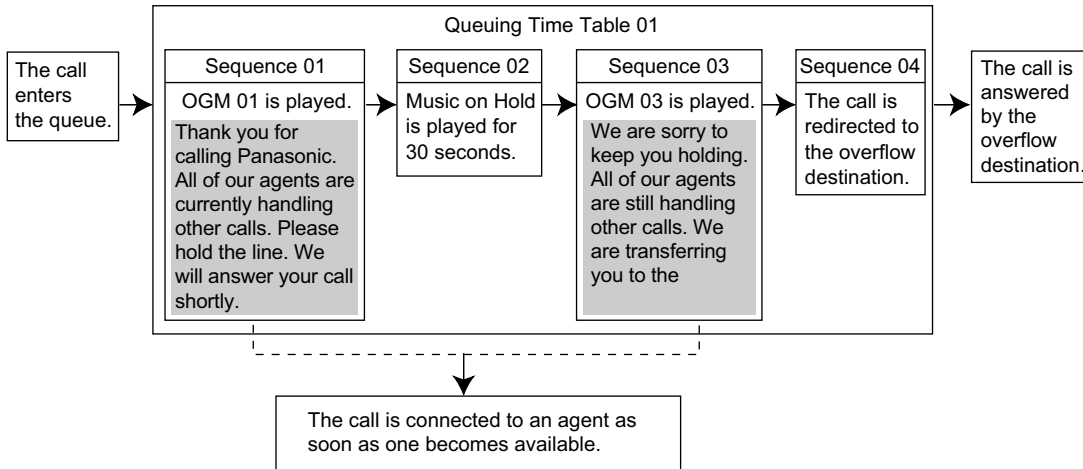 Queuing Time Table 01
The call
enters
the queue.
Sequence 01
OGM 01 is played.
Thank you for
calling Panasonic.
All of our agents are
currently handling
other calls. Please
hold the line. We
will answer your call
shortly.
Sequence 02
Music on Hold
is played for
30 seconds.
Sequence 03
OGM 03 is played.
We are sorry to
keep you holding.
All of our agents
are still handling
other calls. We
are transferring
you to the
Sequence 04
The call is
redirected to
the overflow
destination.
The call is
answered
by the
overflow
destination.
The call is connected to an agent as
soon as one becomes available.